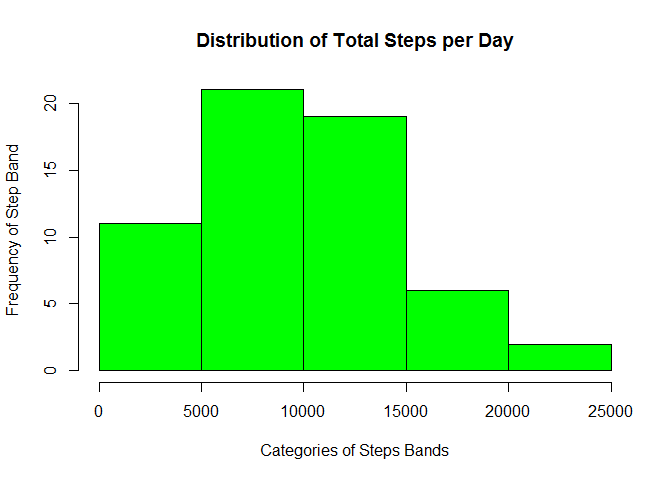 Distribution of Total Steps per Day
Frequency of Step Band
20
15
10
5
0
0 5000 10000 15000 20000 25000
Categories of Steps Bands